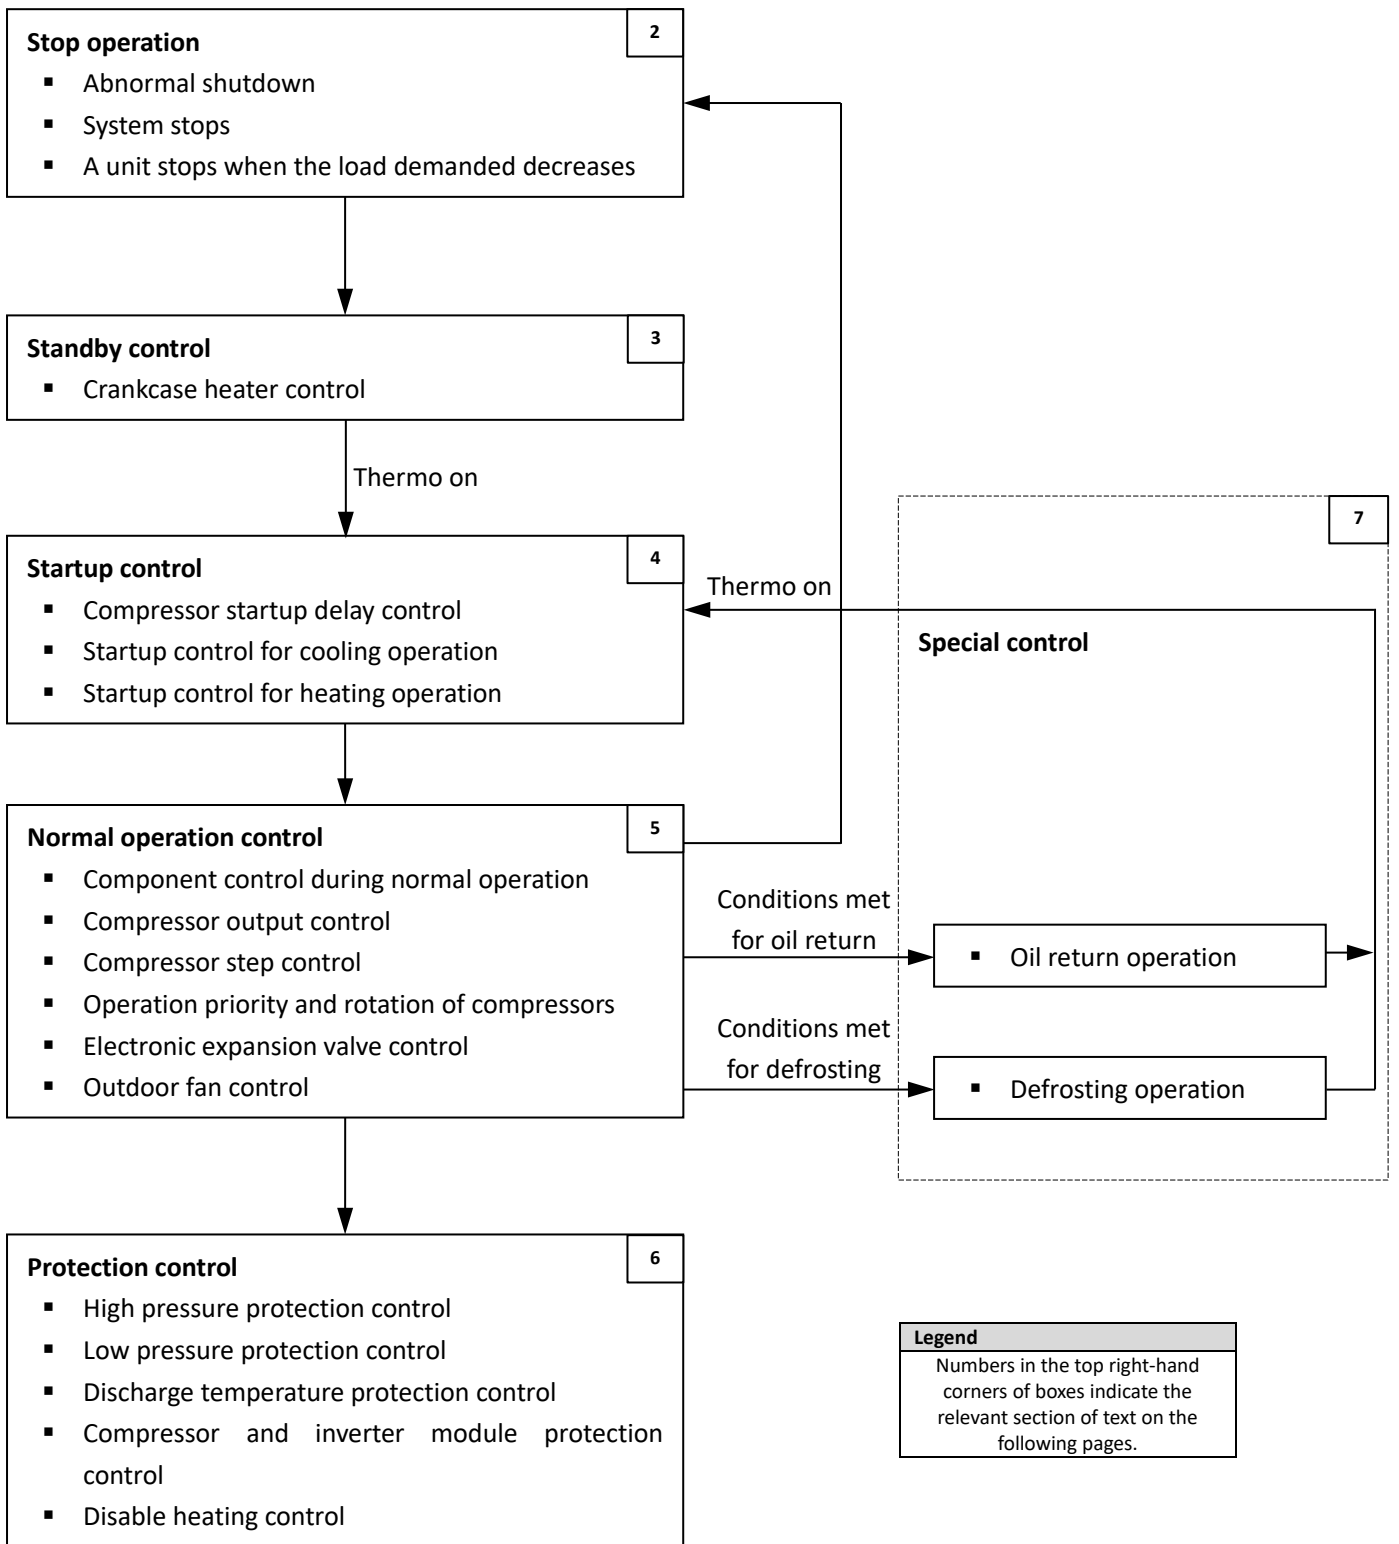 2
Stop operation
▪ Abnormal shutdown
▪ System stops
▪ A unit stops when the load demanded decreases
3
Standby control
▪ Crankcase heater control
Thermo on
4
Startup control
▪ Compressor startup delay control
▪ Startup control for cooling operation
▪ Startup control for heating operation
Thermo on
7
Special control
5
Normal operation control
▪ Component control during normal operation
▪ Compressor output control
▪ Compressor step control
▪ Operation priority and rotation of compressors
▪ Electronic expansion valve control
▪ Outdoor fan control
Conditions met
for oil return
▪ Oil return operation
Conditions met
for defrosting
▪ Defrosting operation
6
Protection control
▪ High pressure protection control
▪ Low pressure protection control
▪ Discharge temperature protection control
▪ Compressor and inverter module protection
control
▪ Disable heating control
Legend
Numbers in the top right-hand
corners of boxes indicate the
relevant section of text on the
following pages.